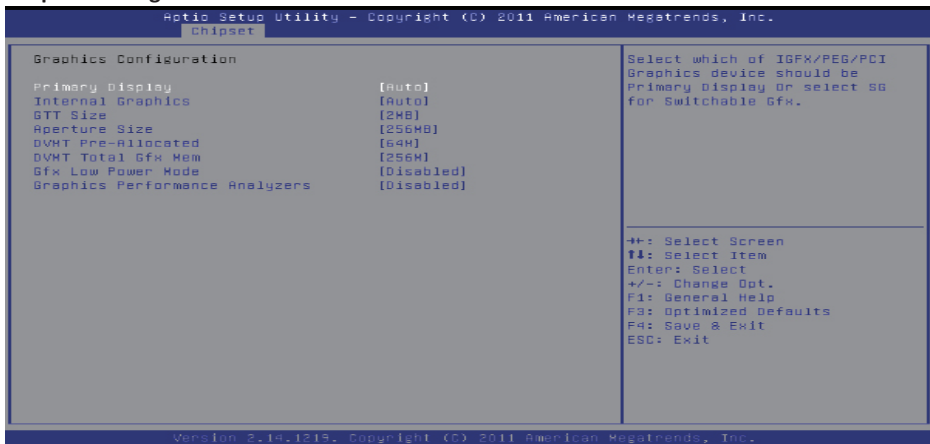 Aptio Setup Utility - Copyright (C) 2011 American Megatrends, Inc.
Chipset
Graphics Configuration
Primary Display [Auto]
Internal Graphics [Auto]
GTT Size [2MB]
Aperture Size [256MB]
DVMT Pre-Allocated [64M]
DVMT Total Gfx Mem [256M]
Gfx Low Power Mode [Disabled]
Graphics Performance Analyzers [Disabled]
Select which of IGFX/PEG/PCI
Graphics device should be
Primary Display Or select SG
for Switchable Gfx.
→←: Select Screen
↑↓: Select Item
Enter: Select
+/-: Change Opt.
F1: General Help
F3: Optimized Defaults
F4: Save & Exit
ESC: Exit
Version 2.14.1219. Copyright (C) 2011 American Megatrends, Inc.